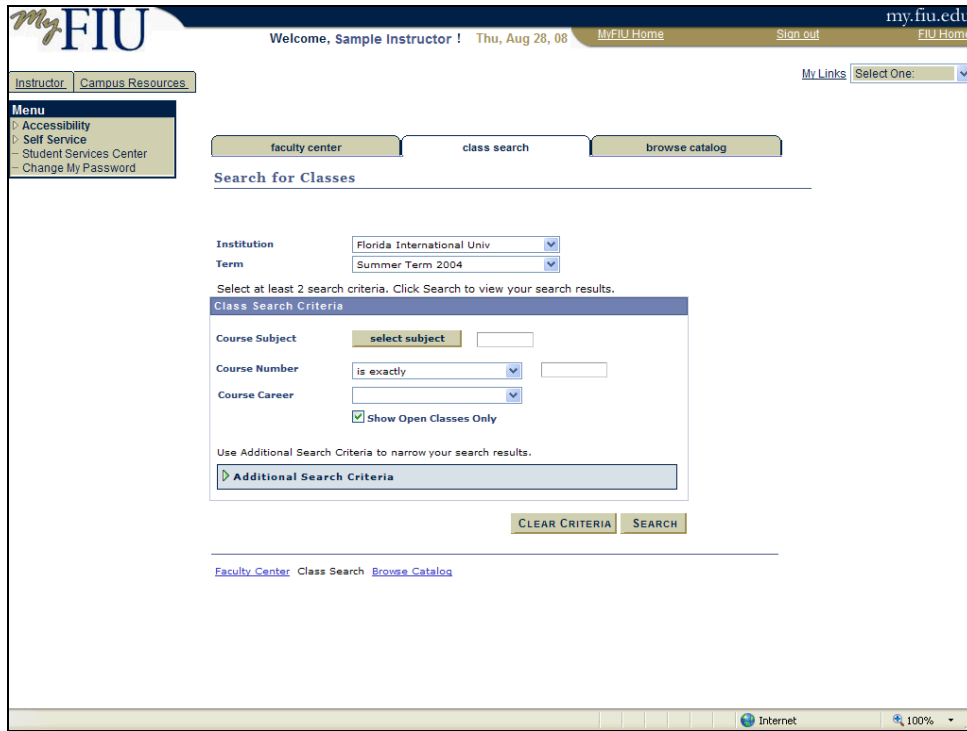 My FIU
my.fiu.edu
Welcome, Sample Instructor ! Thu, Aug 28, 08 MyFIU Home Sign out FIU Home
My Links Select One:
Instructor Campus Resources
Menu
Accessibility
Self Service
Student Services Center
Change My Password
faculty center class search browse catalog
Search for Classes
Institution Florida International Univ
Term Summer Term 2004
Select at least 2 search criteria. Click Search to view your search results.
Class Search Criteria
Course Subject select subject
Course Number is exactly
Course Career
Show Open Classes Only
Use Additional Search Criteria to narrow your search results.
Additional Search Criteria
CLEAR CRITERIA SEARCH
Faculty Center Class Search Browse Catalog
Internet 100%